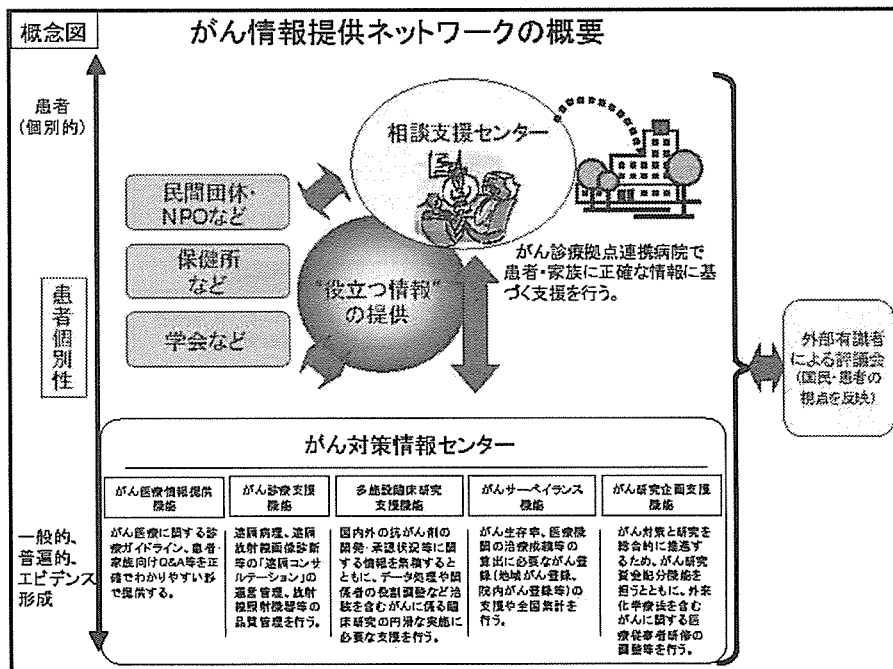 概念図
がん情報提供ネットワークの概要
患者
(個別的)
相談支援センター
民間団体・
NPOなど
保健所
など
学会など
"役立つ情報"
の提供
がん診療拠点連携病院で
患者・家族に正確な情報に基
づく支援を行う。
患者個別性
外部有識者
による評議会
(国民・患者の
視点を反映)
がん対策情報センター
一般的、
普遍的、
エビデンス
形成
がん医療情報提供
機能
がん医療に関する診
療ガイドライン、患者・
家族向けQ&A等を正
確でわかりやすい形
で提供する。
がん診療支援
機能
遠隔病理、遠隔
放射線画像診断
等の「遠隔コンサ
ルテーション」の
運営管理、放射
線照射機器等の
品質管理を行う。
多施設臨床研究
支援機能
国内外の抗がん剤の
開発・承認状況等に関
する情報を集積すると
ともに、データ処理や関
係者の役割調整など治
験を含むがんに係る臨
床研究の円滑な実施に
必要な支援を行う。
がんサーベイランス
機能
がん生存率、医療機
関の治療成績等の
算出に必要ながん登
録(地域がん登録、
院内がん登録等)の
支援や全国集計を
行う。
がん研究企画支援
機能
がん対策と研究を
総合的に推進す
るため、がん研究
費金配分機能を
担うとともに、外来
化学療法を含む
がんに関する医
療従事者研修の
調整等を行う。